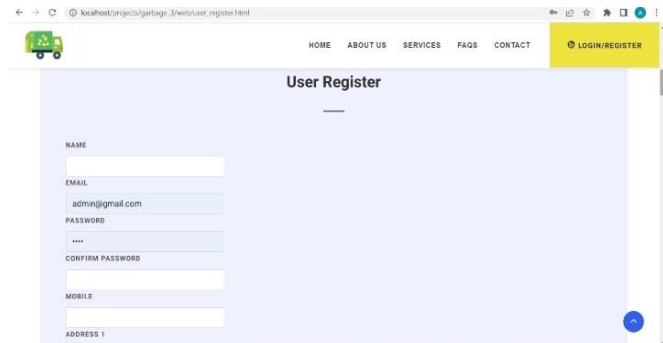 localhost/projects/garbage_3/web/user_register.html
HOME ABOUT US SERVICES FAQS CONTACT LOGIN/REGISTER
User Register
NAME
EMAIL
admin@gmail.com
PASSWORD
••••
CONFIRM PASSWORD
MOBILE
ADDRESS 1